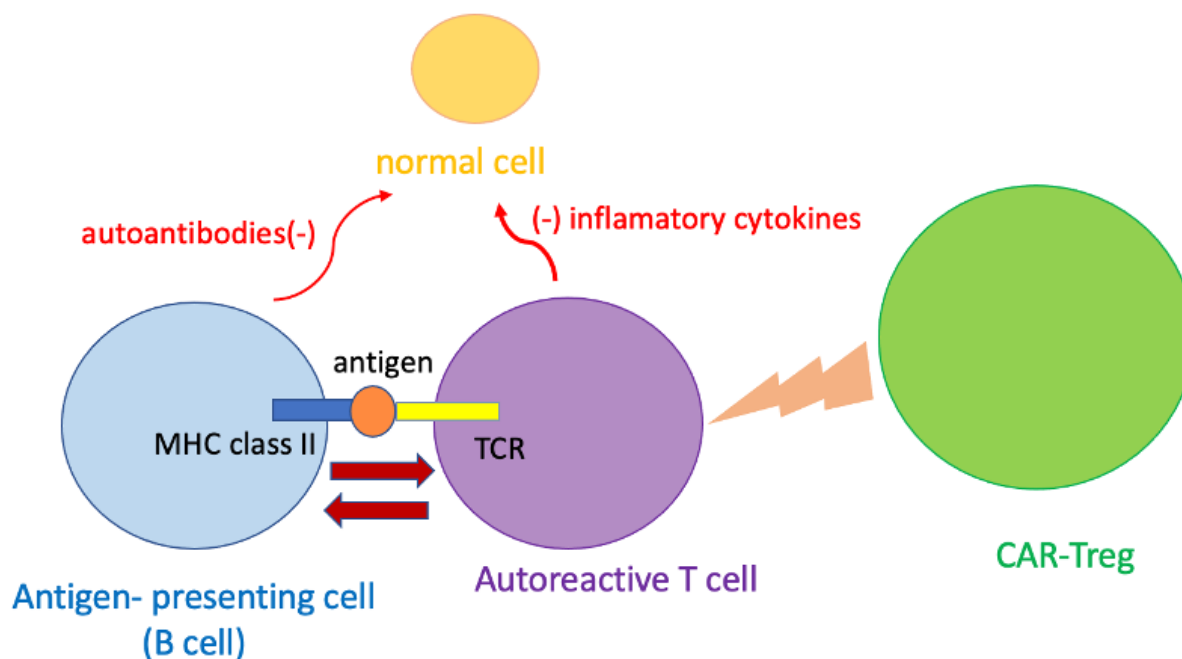 normal cell
autoantibodies(-)
(-) inflamatory cytokines
antigen
MHC class II
TCR
Antigen- presenting cell
(B cell)
Autoreactive T cell
CAR-Treg